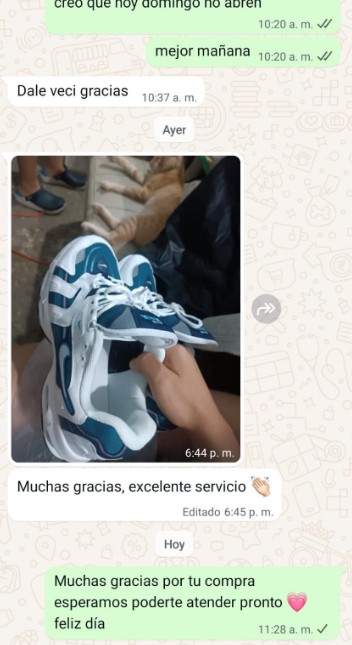 creo que hoy domingo no abren
10:20 a. m.
mejor mañana 10:20 a. m.
Dale veci gracias 10:37 a. m.
Ayer
6:44 p. m.
Muchas gracias, excelente servicio 👏🏻
Editado 6:45 p. m.
Hoy
Muchas gracias por tu compra
esperamos poderte atender pronto 💗
feliz día
11:28 a. m.